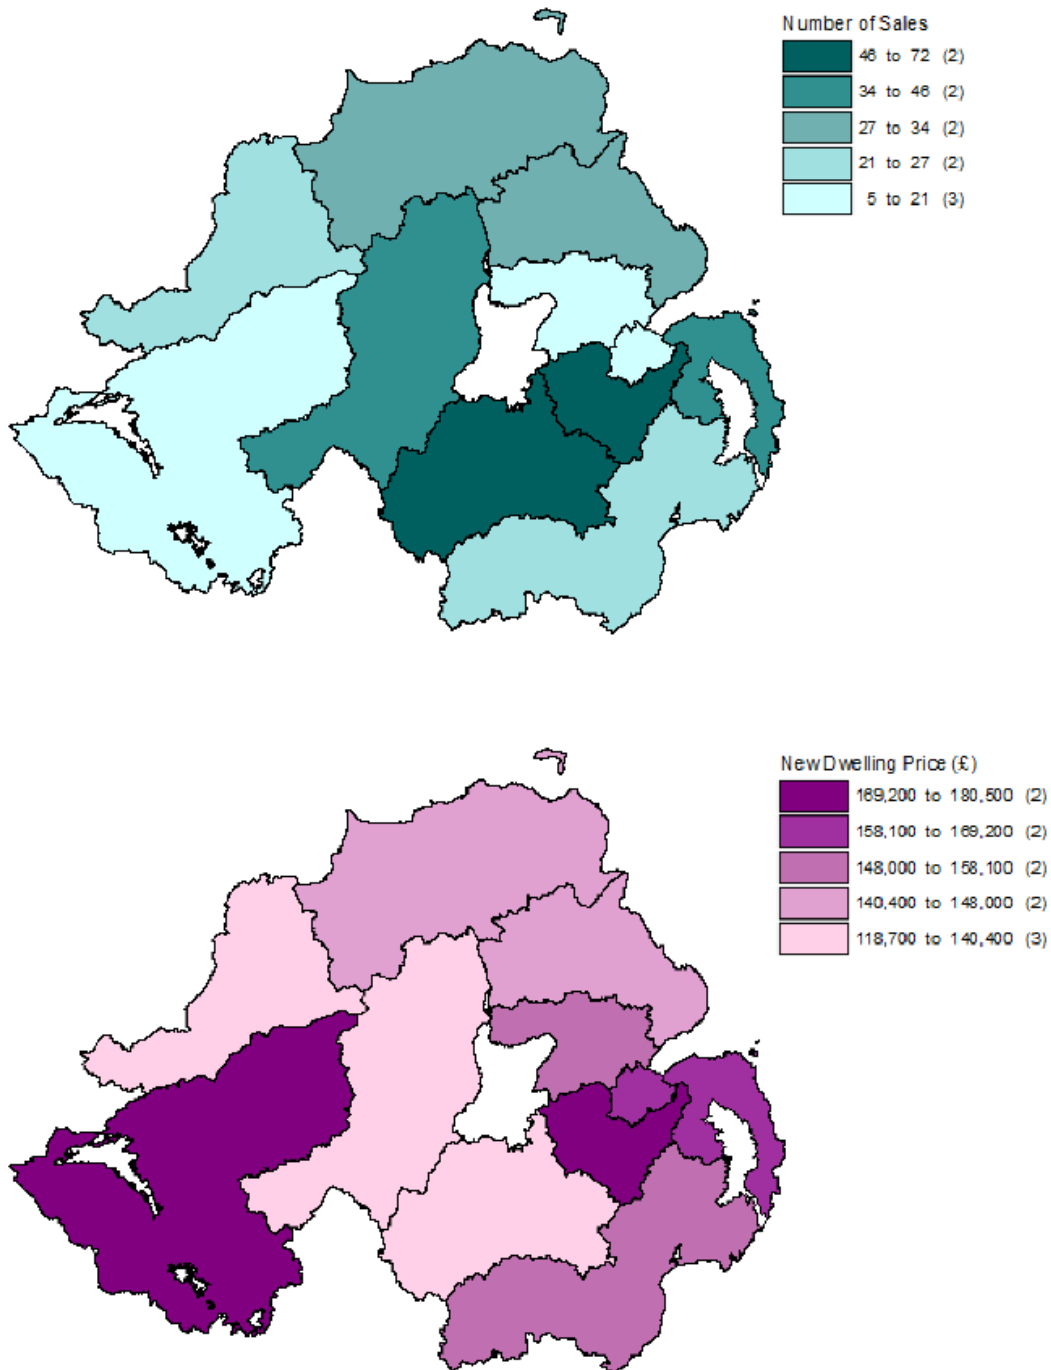 Number of Sales
46 to 72 (2)
34 to 46 (2)
27 to 34 (2)
21 to 27 (2)
5 to 21 (3)
New Dwelling Price (£)
169,200 to 180,500 (2)
158,100 to 169,200 (2)
148,000 to 158,100 (2)
140,400 to 148,000 (2)
118,700 to 140,400 (3)